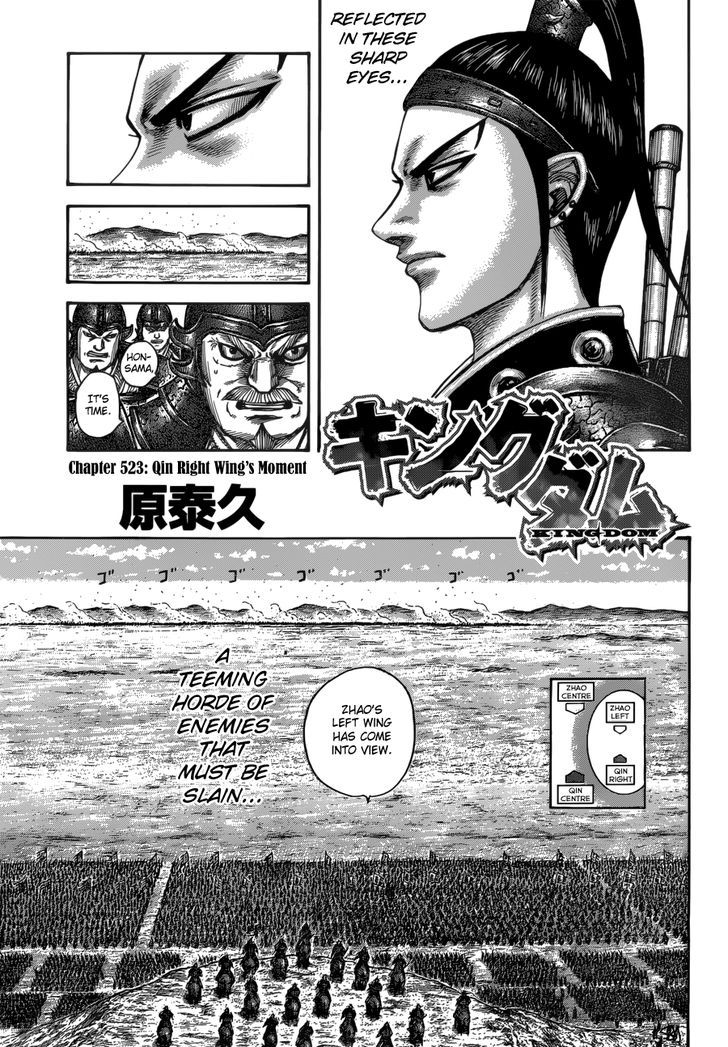 REFLECTED
IN THESE
SHARP
EYES...
HON-
SAMA,
IT'S
TIME.
Chapter 523: Qin Right Wing's Moment
原泰久
キングダム
KINGDOM
ゴ ゴ ゴ ゴ ゴ ゴ ゴ
A
TEEMING
HORDE OF
ENEMIES
THAT
MUST BE
SLAIN...
ZHAO'S
LEFT WING
HAS COME
INTO VIEW.
ZHAO
CENTRE
ZHAO
LEFT
QIN
RIGHT
QIN
CENTRE